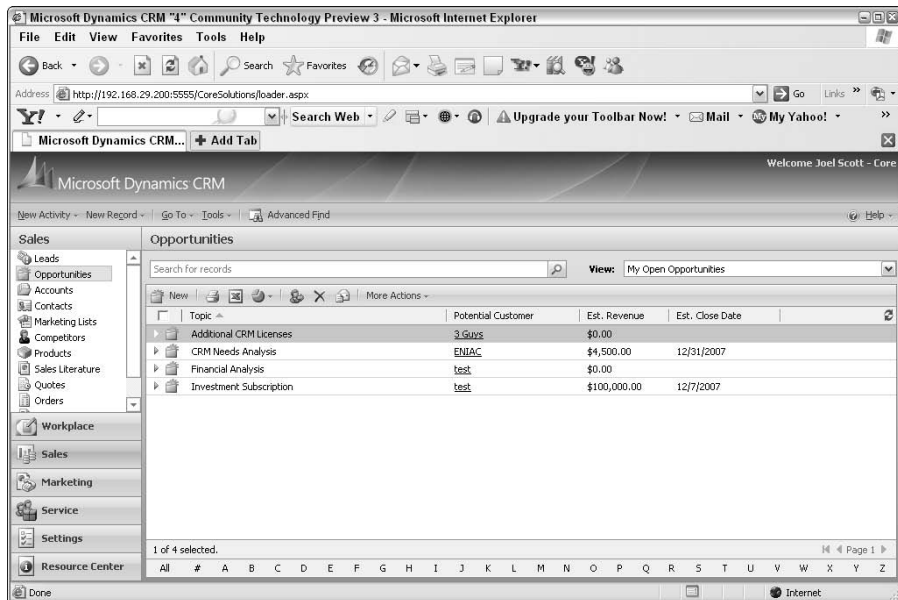 Microsoft Dynamics CRM "4" Community Technology Preview 3 - Microsoft Internet Explorer
File Edit View Favorites Tools Help
Back Search Favorites
Address http://192.168.29.200:5555/CoreSolutions/loader.aspx Go Links »
Y! Search Web Upgrade your Toolbar Now! Mail My Yahoo! »
Microsoft Dynamics CRM... Add Tab
Welcome Joel Scott - Core
Microsoft Dynamics CRM
New Activity New Record Go To Tools Advanced Find Help
Sales
Leads
Opportunities
Accounts
Contacts
Marketing Lists
Competitors
Products
Sales Literature
Quotes
Orders
Workplace
Sales
Marketing
Service
Settings
Resource Center
Opportunities
Search for records View: My Open Opportunities
New More Actions
Topic Potential Customer Est. Revenue Est. Close Date
Additional CRM Licenses 3 Guys $0.00
CRM Needs Analysis ENIAC $4,500.00 12/31/2007
Financial Analysis test $0.00
Investment Subscription test $100,000.00 12/7/2007
1 of 4 selected. Page 1
All # A B C D E F G H I J K L M N O P Q R S T U V W X Y Z
Done Internet